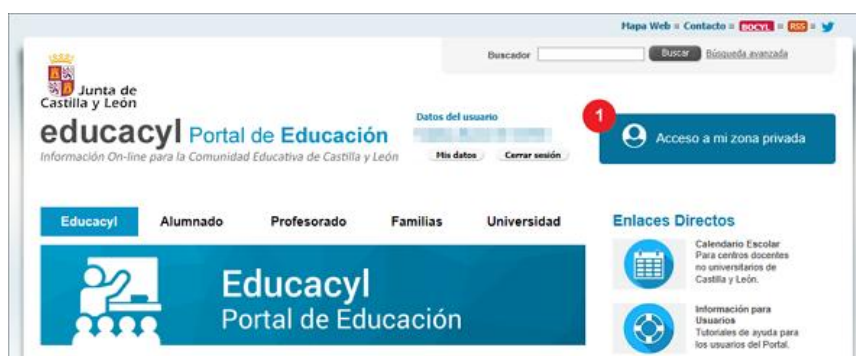 Mapa Web :: Contacto :: BOCYL :: RSS ::
Buscador Buscar Búsqueda avanzada
Junta de
Castilla y León
educacyl Portal de Educación
Información On-line para la Comunidad Educativa de Castilla y León
Datos del usuario
Mis datos Cerrar sesión
1
Acceso a mi zona privada
Educacyl Alumnado Profesorado Familias Universidad
Educacyl
Portal de Educación
Enlaces Directos
Calendario Escolar
Para centros docentes
no universitarios de
Castilla y León.
Información para
Usuarios
Tutoriales de ayuda para
los usuarios del Portal.